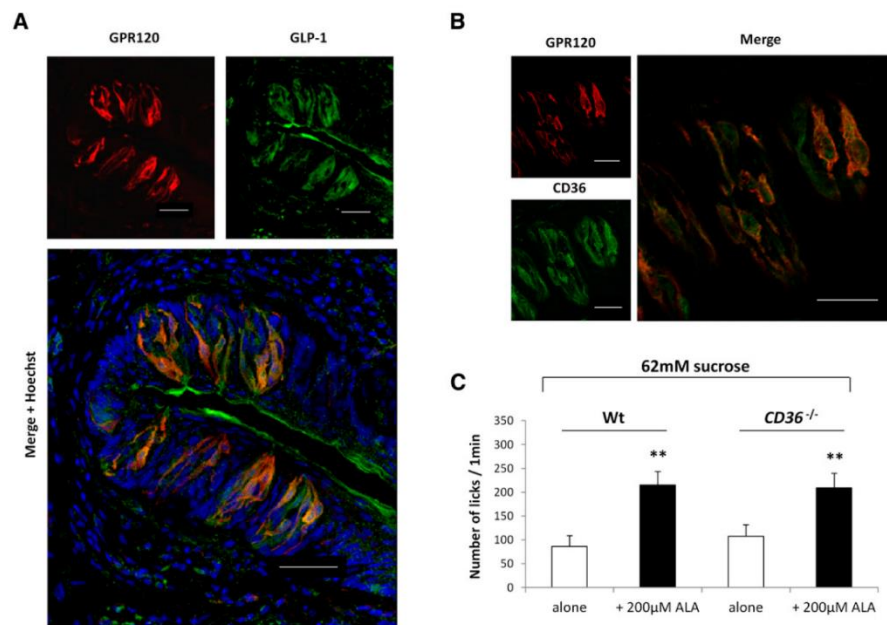 A
GPR120 GLP-1
Merge + Hoechst
B
GPR120 Merge
CD36
C
62mM sucrose
Wt CD36 -/-
Number of licks / 1min
350
300
250
200
150
100
50
0
** **
alone + 200µM ALA alone + 200µM ALA